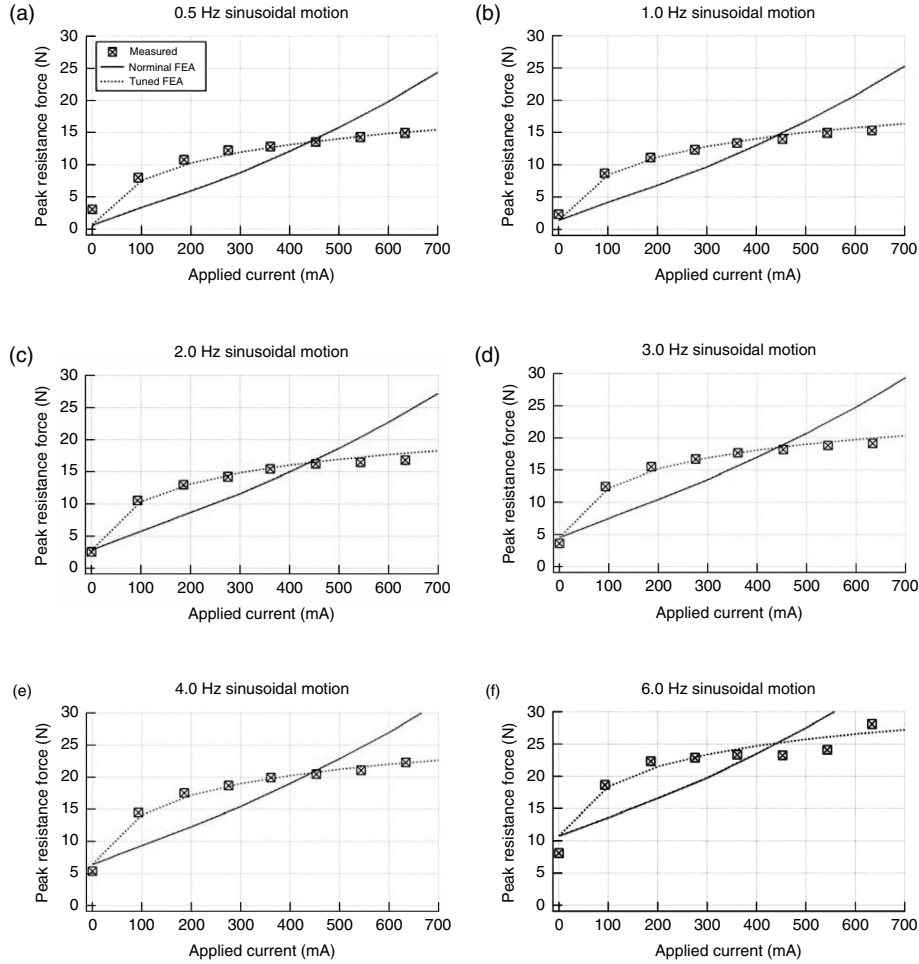 (a)
0.5 Hz sinusoidal motion
Peak resistance force (N)
30
25
20
15
10
5
0
Measured
Norminal FEA
Tuned FEA
0 100 200 300 400 500 600 700
Applied current (mA)
(b)
1.0 Hz sinusoidal motion
Peak resistance force (N)
30
25
20
15
10
5
0
0 100 200 300 400 500 600 700
Applied current (mA)
(c)
2.0 Hz sinusoidal motion
Peak resistance force (N)
30
25
20
15
10
5
0
0 100 200 300 400 500 600 700
Applied current (mA)
(d)
3.0 Hz sinusoidal motion
Peak resistance force (N)
30
25
20
15
10
5
0
0 100 200 300 400 500 600 700
Applied current (mA)
(e)
4.0 Hz sinusoidal motion
Peak resistance force (N)
30
25
20
15
10
5
0
0 100 200 300 400 500 600 700
Applied current (mA)
(f)
6.0 Hz sinusoidal motion
Peak resistance force (N)
30
25
20
15
10
5
0
0 100 200 300 400 500 600 700
Applied current (mA)